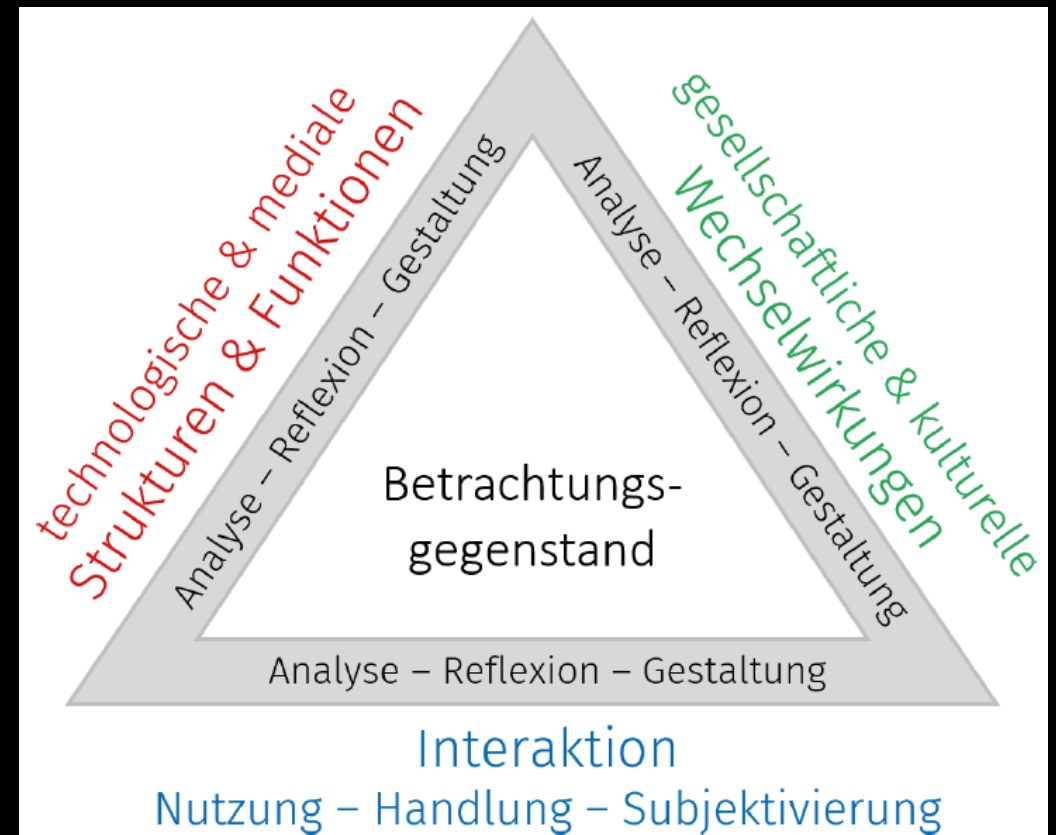 technologische & mediale
Strukturen & Funktionen
Analyse – Reflexion – Gestaltung
gesellschaftliche & kulturelle
Wechselwirkungen
Analyse – Reflexion – Gestaltung
Betrachtungs-
gegenstand
Analyse – Reflexion – Gestaltung
Interaktion
Nutzung – Handlung – Subjektivierung